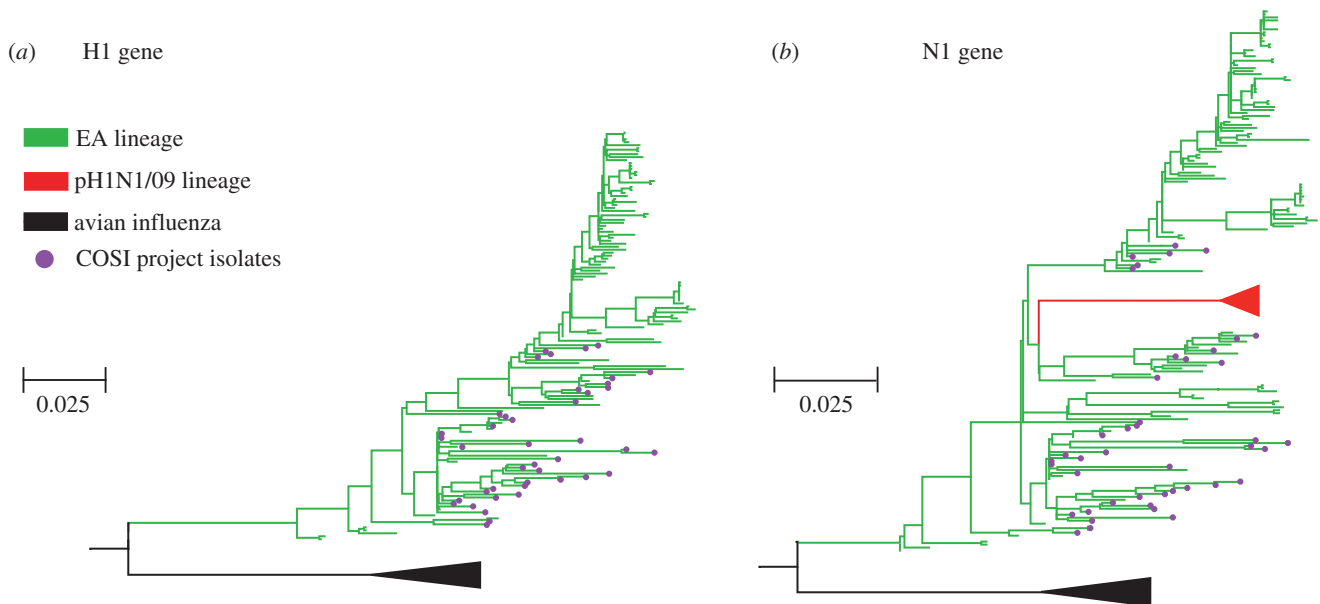 (a) H1 gene
(b) N1 gene
EA lineage
pH1N1/09 lineage
avian influenza
COSI project isolates
0.025
0.025